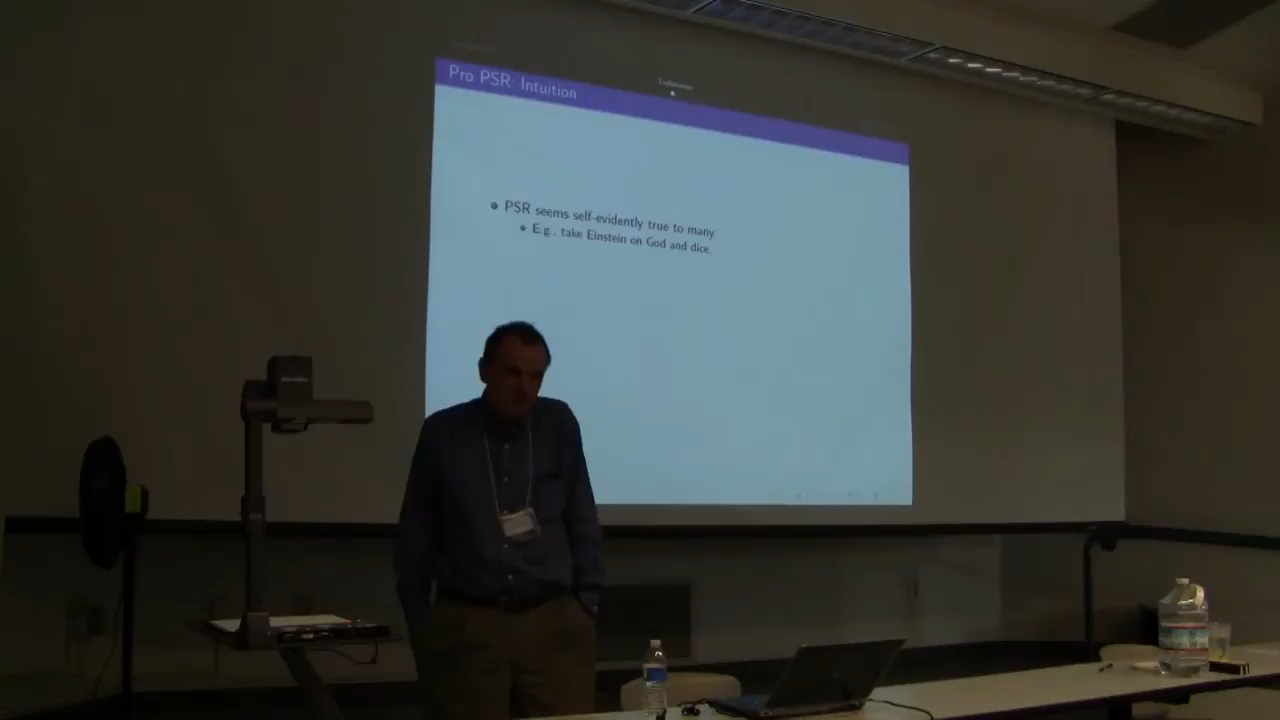 Pro PSR: Intuition
PSR seems self-evidently true to many.
E.g., take Einstein on God and dice.